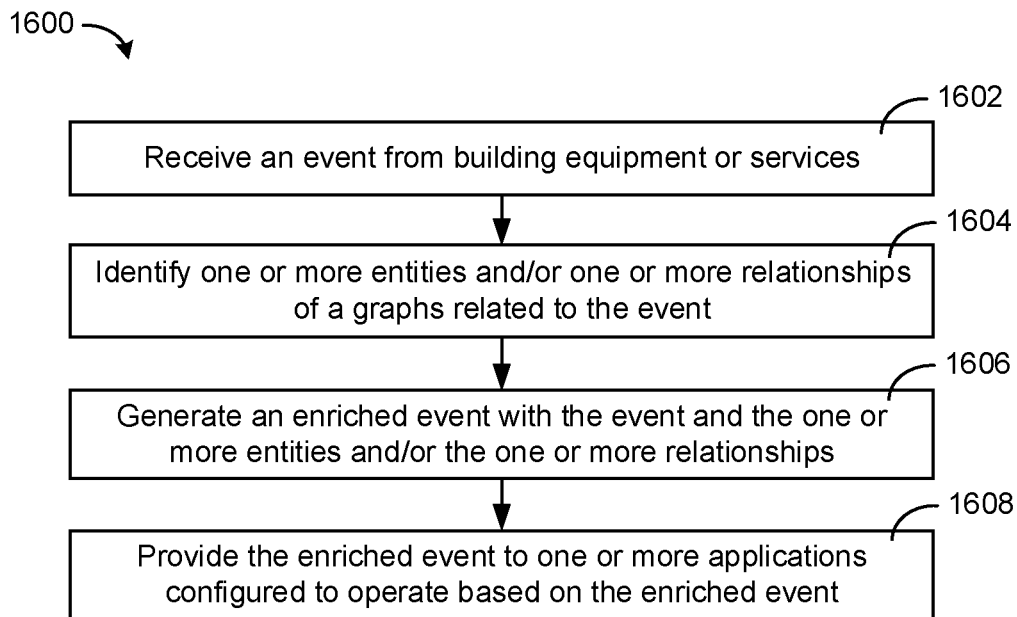 1600
1602
Receive an event from building equipment or services
1604
Identify one or more entities and/or one or more relationships
of a graphs related to the event
1606
Generate an enriched event with the event and the one or
more entities and/or the one or more relationships
1608
Provide the enriched event to one or more applications
configured to operate based on the enriched event